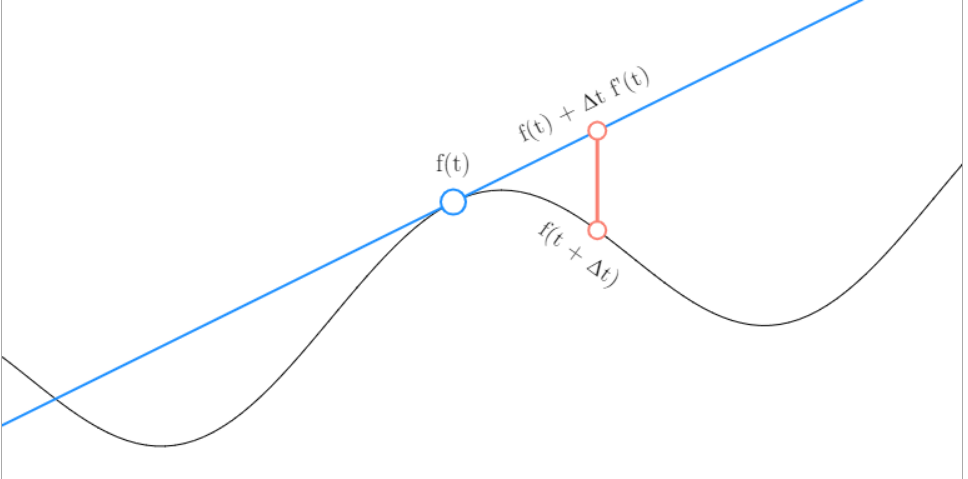 f(t) + Δt f'(t)
f(t)
f(t + Δt)